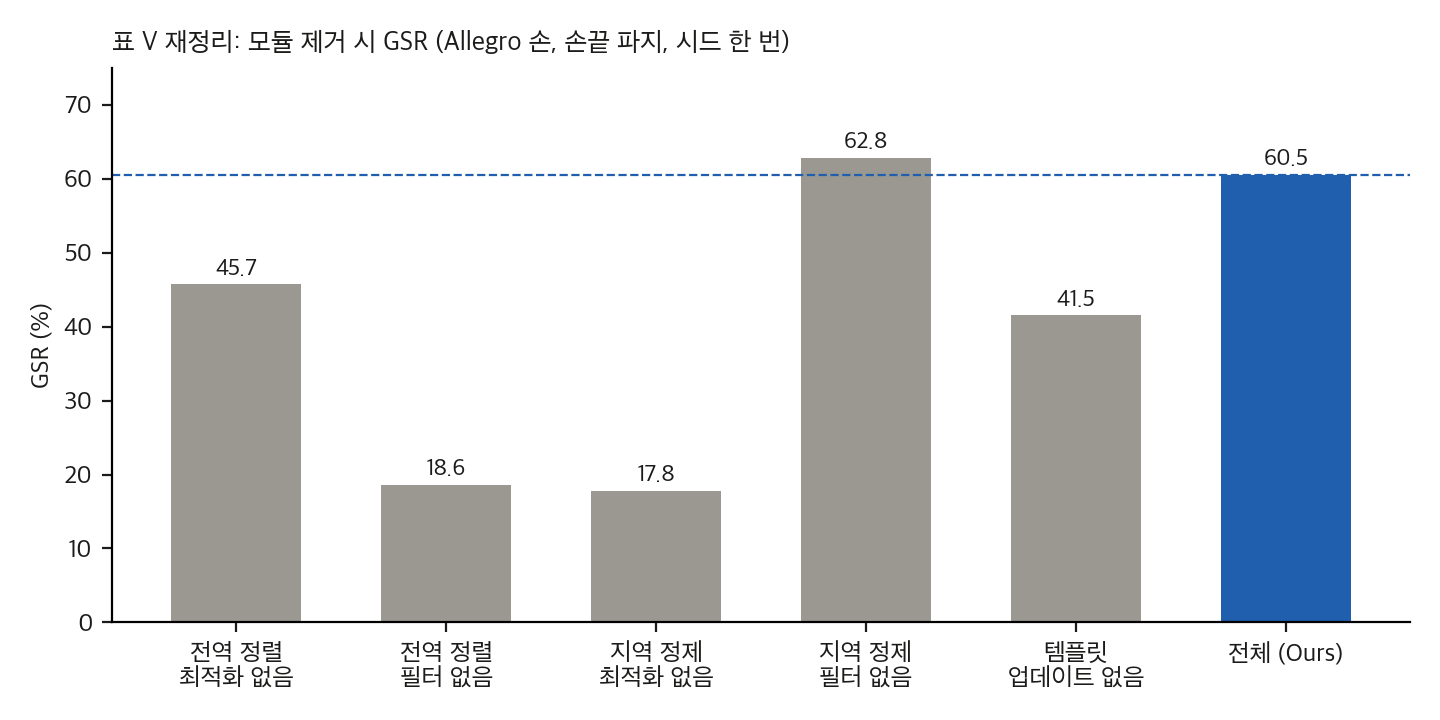 표 V 재정리: 모듈 제거 시 GSR (Allegro 손, 손끝 파지, 시드 한 번)
GSR (%)
70
60
50
40
30
20
10
0
45.7
18.6
17.8
62.8
41.5
60.5
전역 정렬
최적화 없음
전역 정렬
필터 없음
지역 정제
최적화 없음
지역 정제
필터 없음
템플릿
업데이트 없음
전체 (Ours)